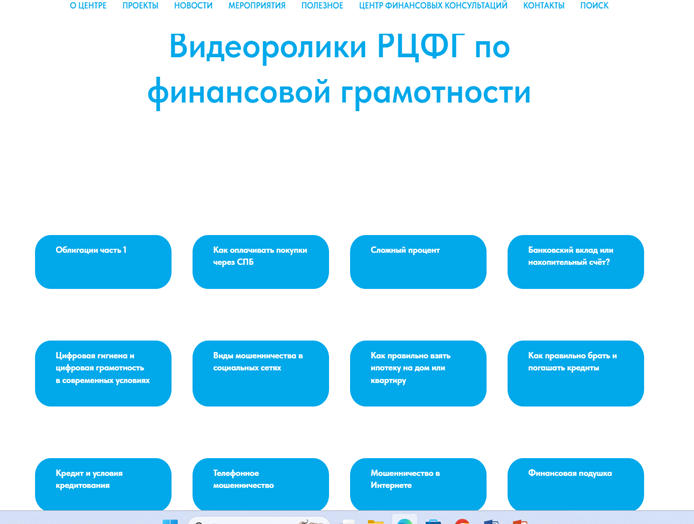 О ЦЕНТРЕ ПРОЕКТЫ НОВОСТИ МЕРОПРИЯТИЯ ПОЛЕЗНОЕ ЦЕНТР ФИНАНСОВЫХ КОНСУЛЬТАЦИЙ КОНТАКТЫ ПОИСК
Видеоролики РЦФГ по
финансовой грамотности
Облигации часть 1
Как оплачивать покупки
через СПБ
Сложный процент
Банковский вклад или
накопительный счёт?
Цифровая гигиена и
цифровая грамотность
в современных условиях
Виды мошенничества в
социальных сетях
Как правильно взять
ипотеку на дом или
квартиру
Как правильно брать и
погашать кредиты
Кредит и условия
кредитования
Телефонное
мошенничество
Мошенничество в
Интернете
Финансовая подушка